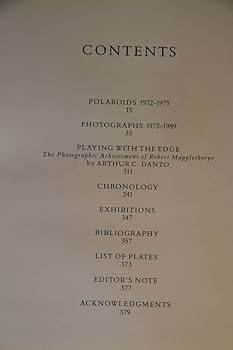 CONTENTS
POLAROIDS 1972-1975
15
PHOTOGRAPHS 1972-1989
35
PLAYING WITH THE EDGE
The Photographic Achievement of Robert Mapplethorpe
by ARTHUR C. DANTO
311
CHRONOLOGY
341
EXHIBITIONS
347
BIBLIOGRAPHY
357
LIST OF PLATES
373
EDITOR'S NOTE
377
ACKNOWLEDGMENTS
379